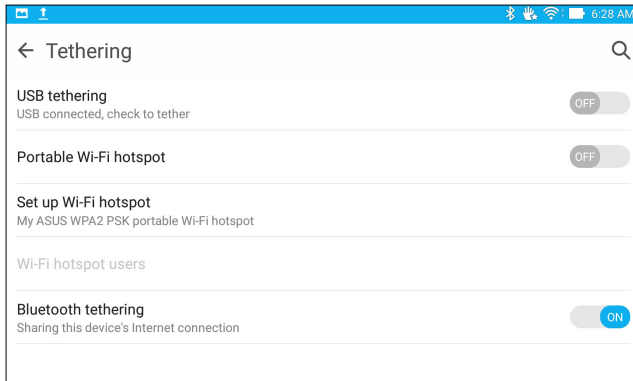 6:28 AM
Tethering
USB tethering
OFF
USB connected, check to tether
Portable Wi-Fi hotspot
OFF
Set up Wi-Fi hotspot
My ASUS WPA2 PSK portable Wi-Fi hotspot
Wi-Fi hotspot users
Bluetooth tethering
ON
Sharing this device's Internet connection